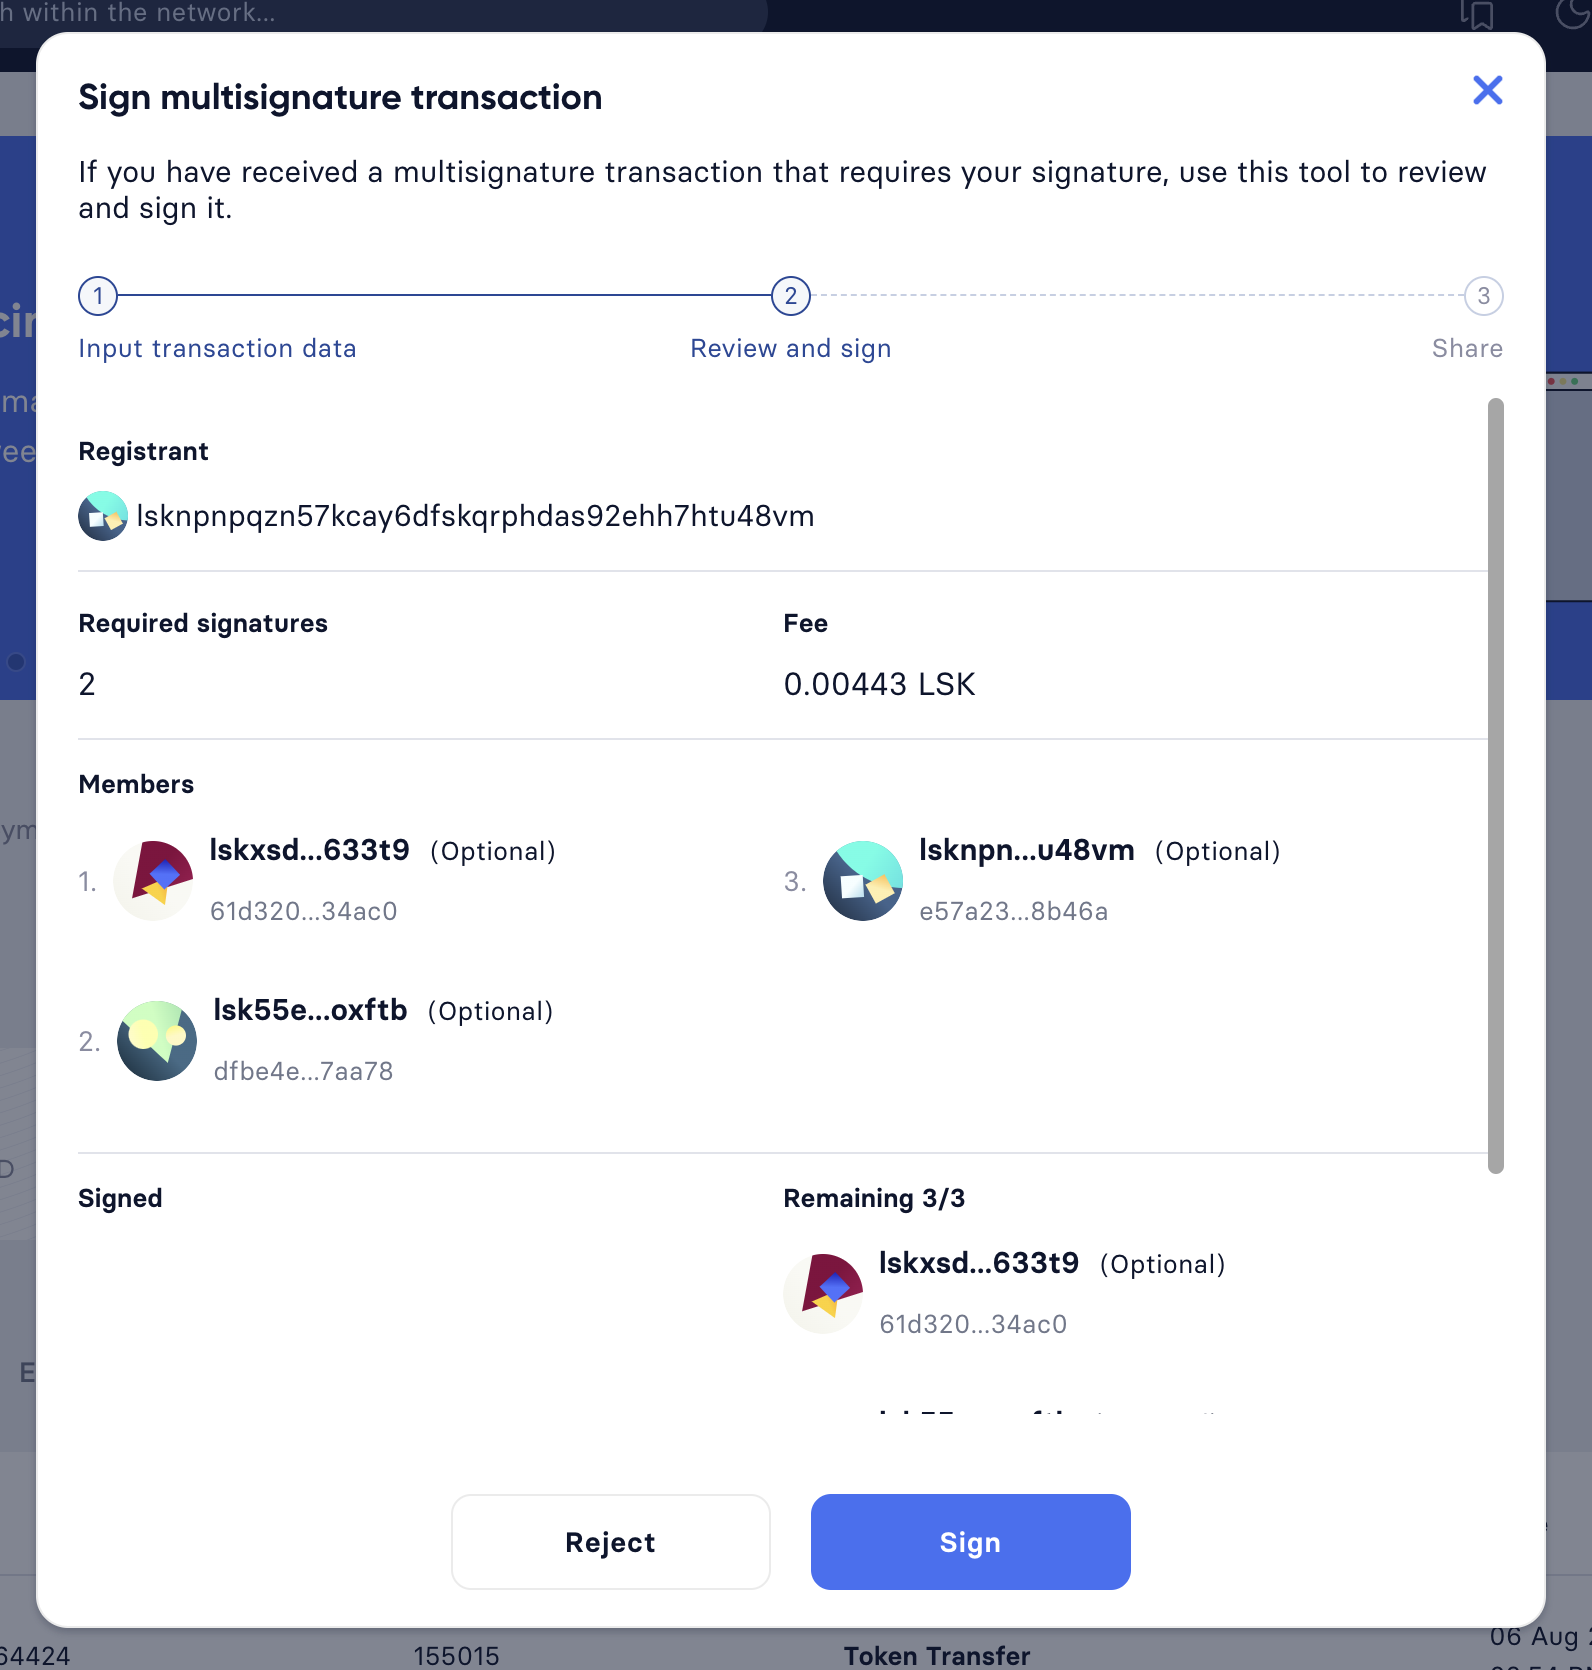 h within the network...
Sign multisignature transaction
If you have received a multisignature transaction that requires your signature, use this tool to review
and sign it.
1
2
3
Input transaction data
Review and sign
Share
Registrant
lsknpnpqzn57kcay6dfskqrphdas92ehh7htu48vm
Required signatures
Fee
2
0.00443 LSK
Members
1.
lskxsd...633t9 (Optional)
61d320...34ac0
3.
lsknpn...u48vm (Optional)
e57a23...8b46a
2.
lsk55e...oxftb (Optional)
dfbe4e...7aa78
Signed
Remaining 3/3
lskxsd...633t9 (Optional)
61d320...34ac0
Reject
Sign
64424
155015
Token Transfer
06 Aug